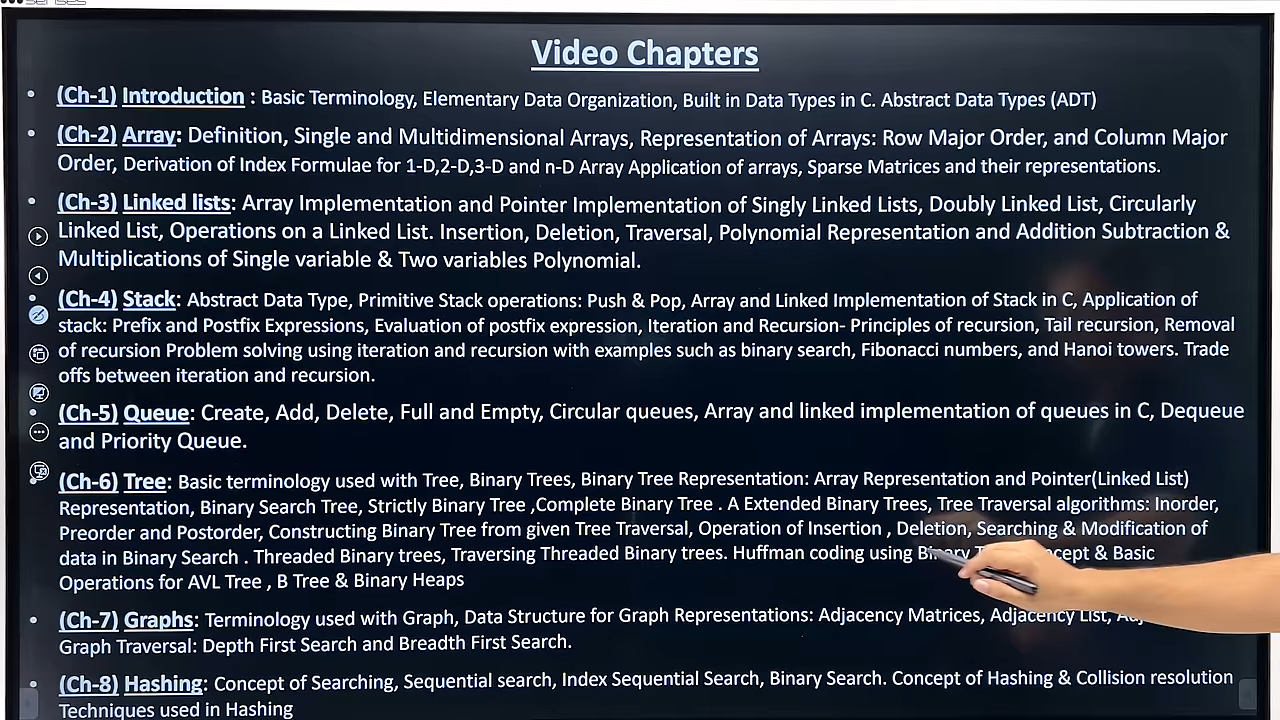 Video Chapters
• (Ch-1) Introduction : Basic Terminology, Elementary Data Organization, Built in Data Types in C. Abstract Data Types (ADT)
• (Ch-2) Array: Definition, Single and Multidimensional Arrays, Representation of Arrays: Row Major Order, and Column Major
Order, Derivation of Index Formulae for 1-D,2-D,3-D and n-D Array Application of arrays, Sparse Matrices and their representations.
• (Ch-3) Linked lists: Array Implementation and Pointer Implementation of Singly Linked Lists, Doubly Linked List, Circularly
Linked List, Operations on a Linked List. Insertion, Deletion, Traversal, Polynomial Representation and Addition Subtraction &
Multiplications of Single variable & Two variables Polynomial.
• (Ch-4) Stack: Abstract Data Type, Primitive Stack operations: Push & Pop, Array and Linked Implementation of Stack in C, Application of
stack: Prefix and Postfix Expressions, Evaluation of postfix expression, Iteration and Recursion- Principles of recursion, Tail recursion, Removal
of recursion Problem solving using iteration and recursion with examples such as binary search, Fibonacci numbers, and Hanoi towers. Trade
offs between iteration and recursion.
• (Ch-5) Queue: Create, Add, Delete, Full and Empty, Circular queues, Array and linked implementation of queues in C, Dequeue
and Priority Queue.
• (Ch-6) Tree: Basic terminology used with Tree, Binary Trees, Binary Tree Representation: Array Representation and Pointer(Linked List)
Representation, Binary Search Tree, Strictly Binary Tree ,Complete Binary Tree . A Extended Binary Trees, Tree Traversal algorithms: Inorder,
Preorder and Postorder, Constructing Binary Tree from given Tree Traversal, Operation of Insertion , Deletion, Searching & Modification of
data in Binary Search . Threaded Binary trees, Traversing Threaded Binary trees. Huffman coding using Binary & Basic
Operations for AVL Tree , B Tree & Binary Heaps
• (Ch-7) Graphs: Terminology used with Graph, Data Structure for Graph Representations: Adjacency Matrices, Adjacency List,
Graph Traversal: Depth First Search and Breadth First Search.
• (Ch-8) Hashing: Concept of Searching, Sequential search, Index Sequential Search, Binary Search. Concept of Hashing & Collision resolution
Techniques used in Hashing